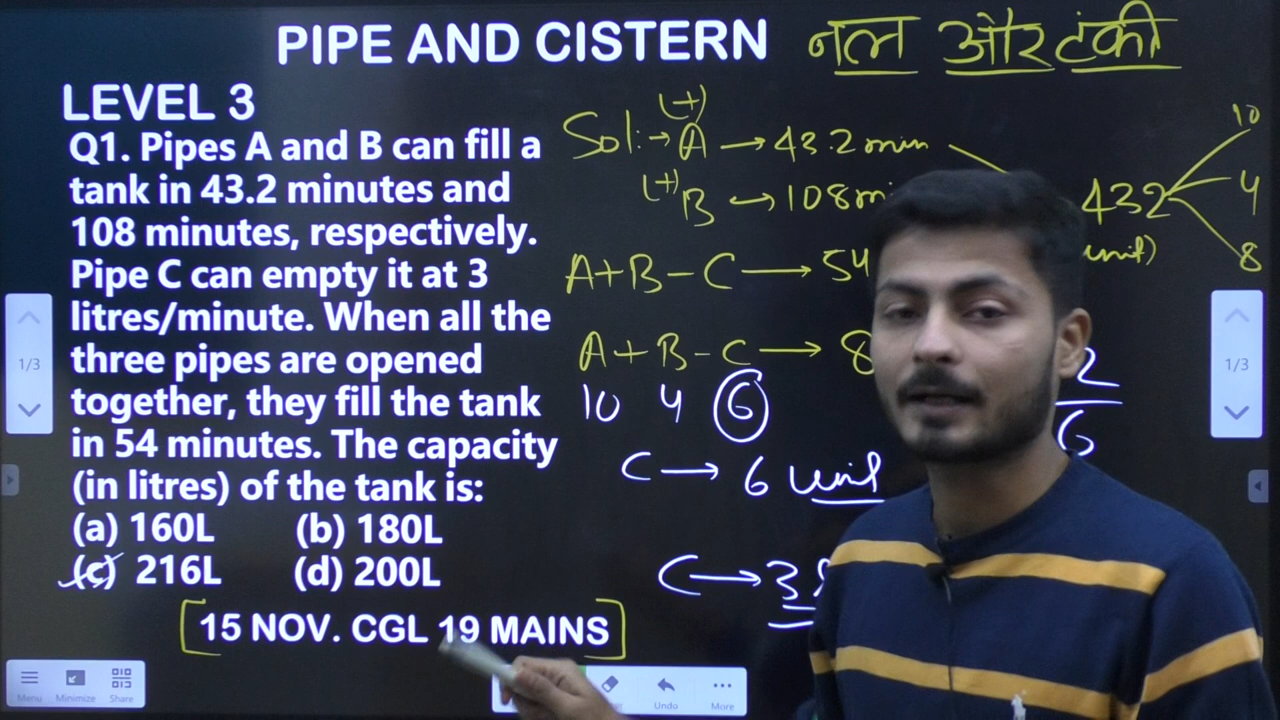 PIPE AND CISTERN नल और टंकी
LEVEL 3
Q1. Pipes A and B can fill a
tank in 43.2 minutes and
108 minutes, respectively.
Pipe C can empty it at 3
litres/minute. When all the
three pipes are opened
together, they fill the tank
in 54 minutes. The capacity
(in litres) of the tank is:
(a) 160L (b) 180L
(c) 216L (d) 200L
[15 NOV. CGL 19 MAINS]
(+)
Sol:→ A → 43.2 min
(+) B → 108 mi
A+B-C → 54
A+B-C → 8
10 4 6
C → 6 unit
C → 3
432
unit)
10
4
8
2
6
1/3
1/3
Menu Minimize Share
Undo More